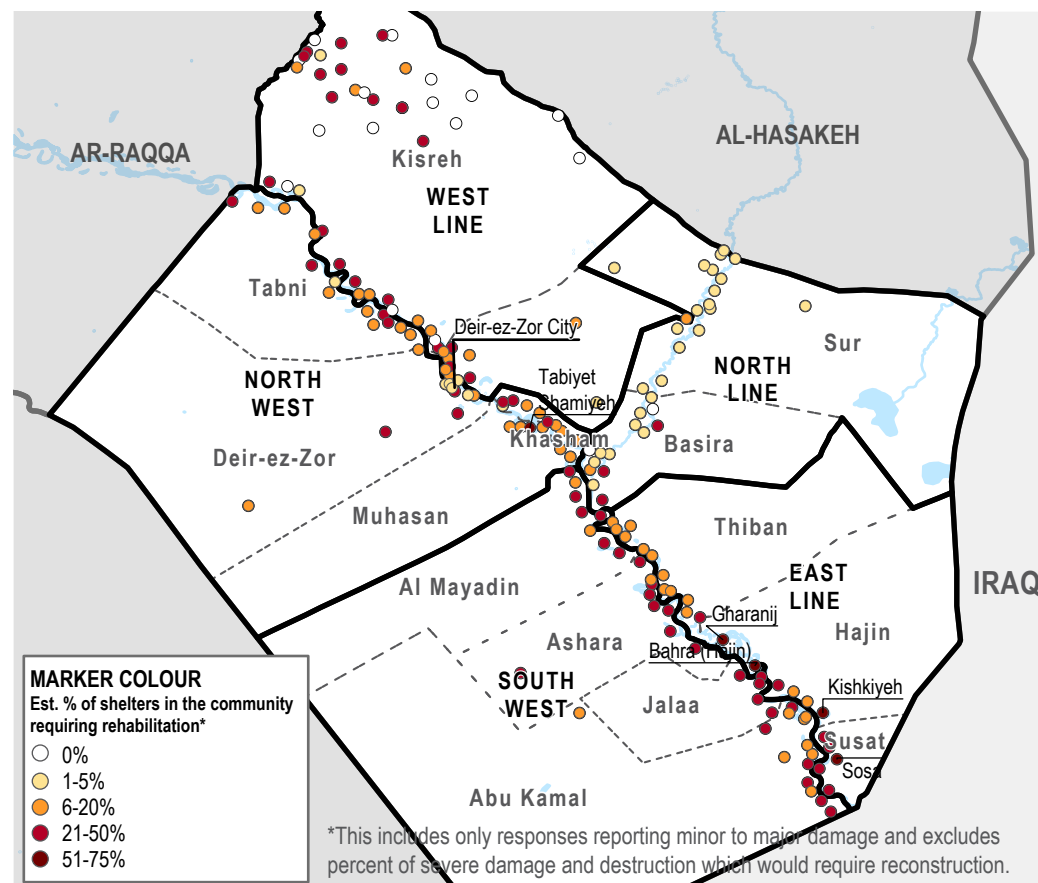 AR-RAQQA
AL-HASAKEH
Kisreh
WEST
LINE
Tabni
Deir-ez-Zor City
Sur
NORTH
WEST
NORTH
LINE
Tabiyet
Shamiyeh
Khasham
Basira
Deir-ez-Zor
Muhasan
Thiban
Al Mayadin
EAST
LINE
IRAQ
Gharanij
Ashara
Hajin
Bahra (Hajin)
SOUTH
WEST
Jalaa
Kishkiyeh
Susat
Sosa
Abu Kamal
MARKER COLOUR
Est. % of shelters in the community
requiring rehabilitation*
0%
1-5%
6-20%
21-50%
51-75%
*This includes only responses reporting minor to major damage and excludes
percent of severe damage and destruction which would require reconstruction.